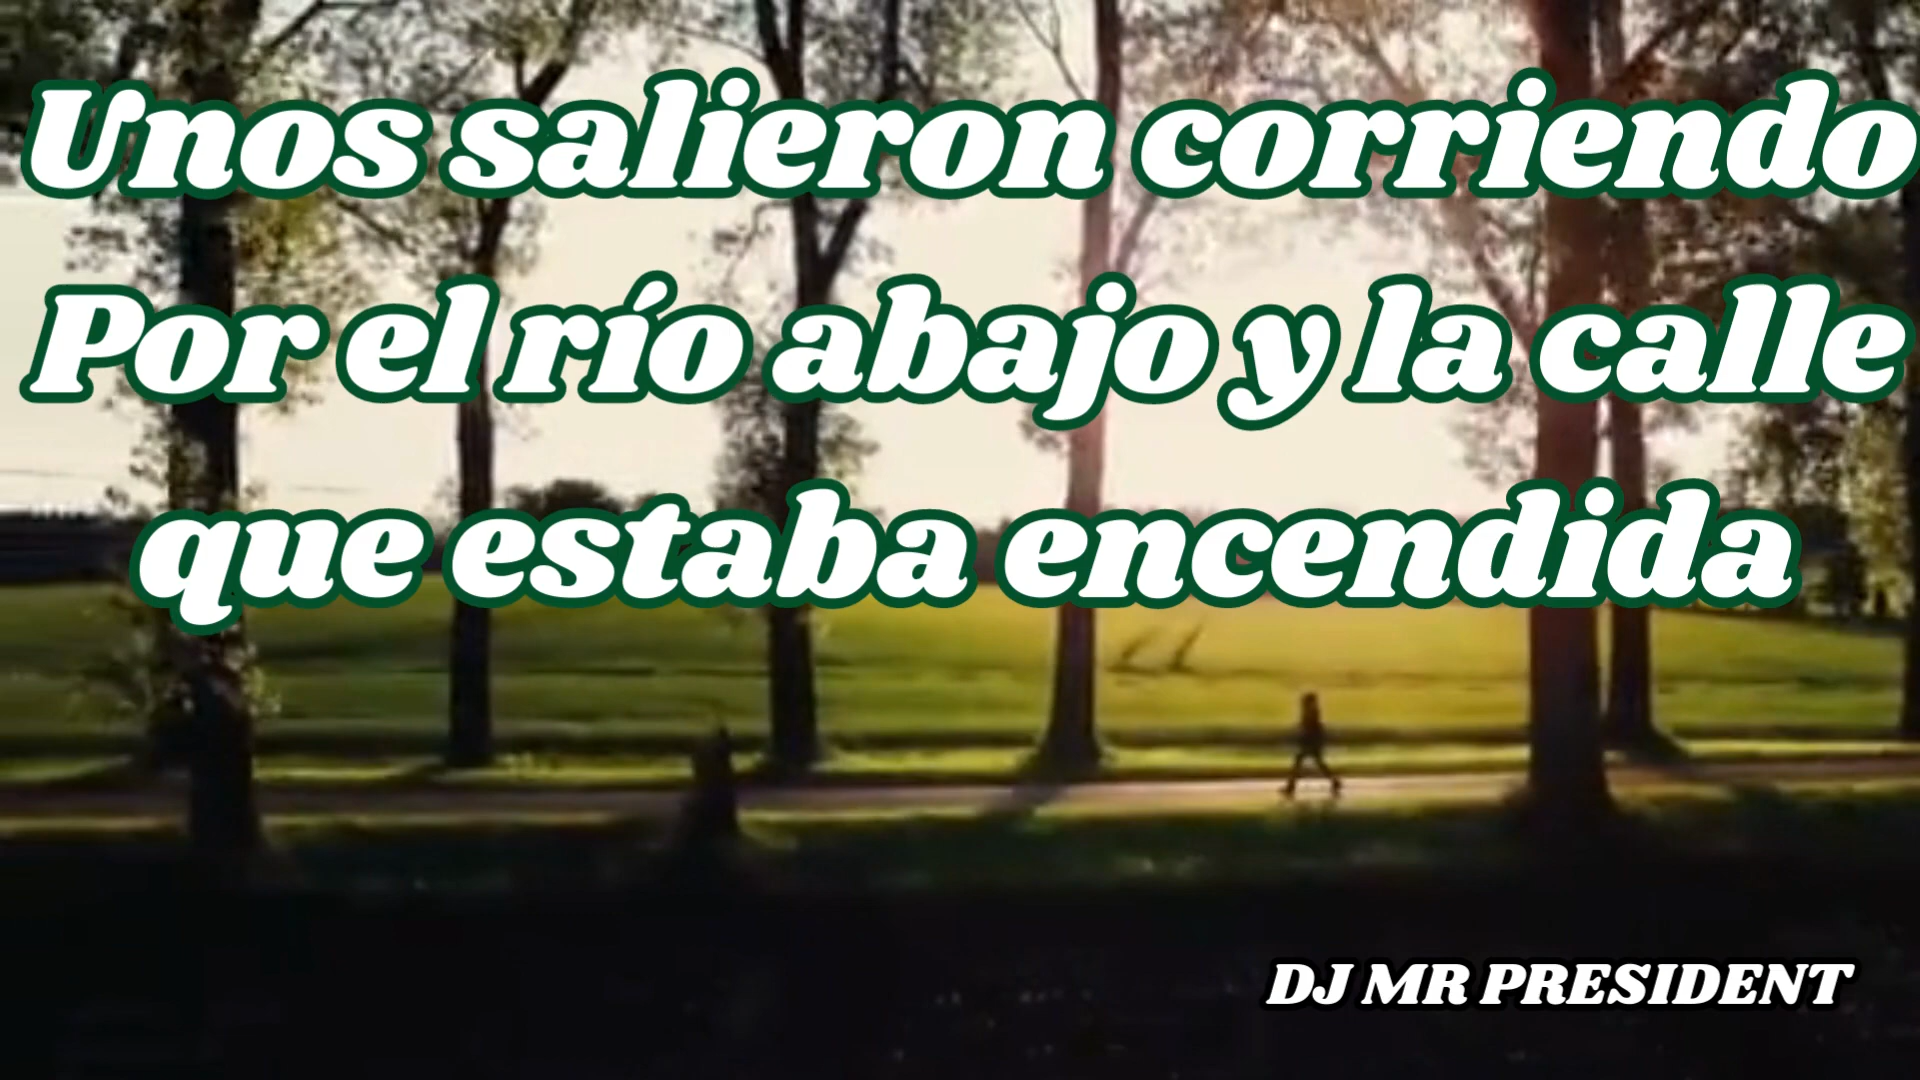 Unos salieron corriendo
Por el río abajo y la calle
que estaba encendida
DJ MR PRESIDENT